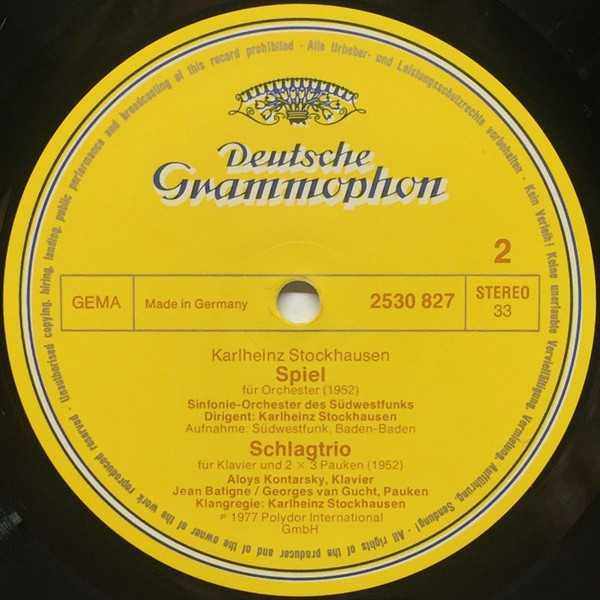 Deutsche
Grammophon
2
GEMA
Made in Germany
2530 827
STEREO
33
Karlheinz Stockhausen
Spiel
für Orchester (1952)
Sinfonie-Orchester des Südwestfunks
Dirigent: Karlheinz Stockhausen
Aufnahme: Südwestfunk, Baden-Baden
Schlagtrio
für Klavier und 2 × 3 Pauken (1952)
Aloys Kontarsky, Klavier
Jean Batigne / Georges van Gucht, Pauken
Klangregie: Karlheinz Stockhausen
℗ 1977 Polydor International
GmbH
Alle Urheber- und Leistungsschutzrechte vorbehalten · Kein Verleih! Keine unerlaubte Vervielfältigung, Vermietung, Aufführung, Sendung! · All rights of the producer and of the owner of the work reproduced reserved · Unauthorised copying, hiring, lending, public performance and broadcasting of this record prohibited ·